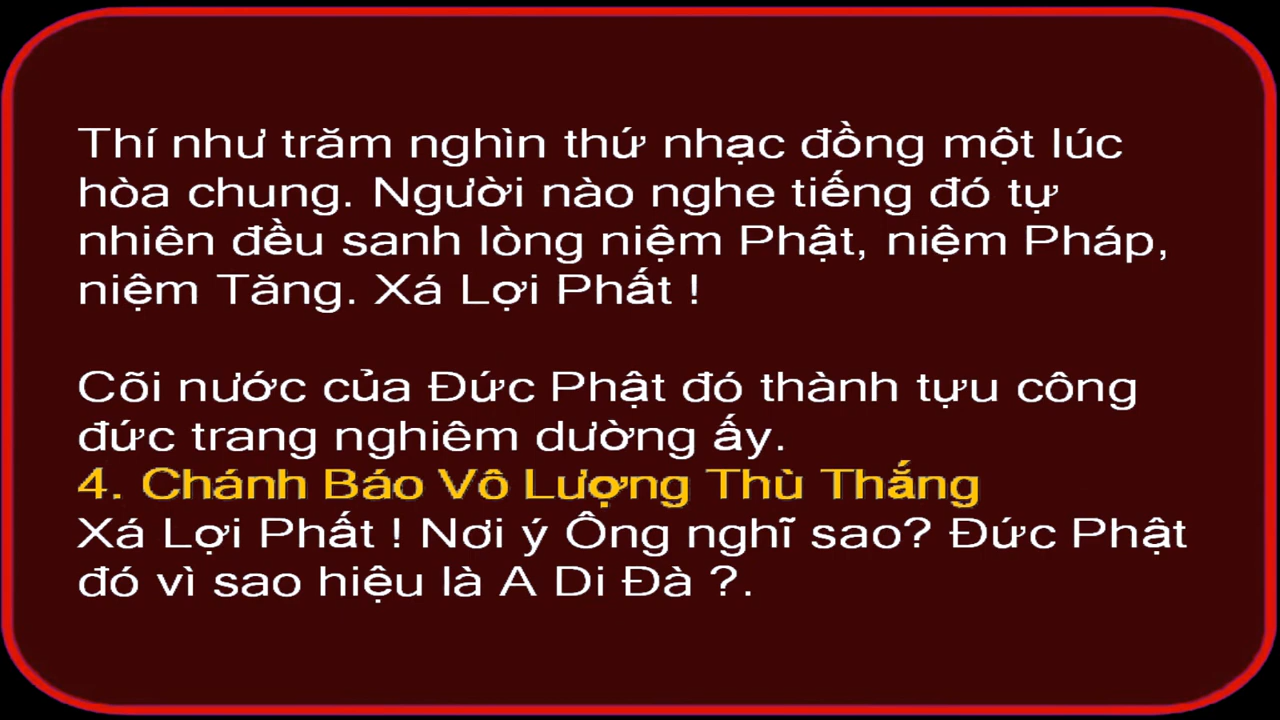 Thí như trăm nghìn thứ nhạc đồng một lúc
hòa chung. Người nào nghe tiếng đó tự
nhiên đều sanh lòng niệm Phật, niệm Pháp,
niệm Tăng. Xá Lợi Phất !
Cõi nước của Đức Phật đó thành tựu công
đức trang nghiêm dường ấy.
4. Chánh Báo Vô Lượng Thù Thắng
Xá Lợi Phất ! Nơi ý Ông nghĩ sao? Đức Phật
đó vì sao hiệu là A Di Đà ?.